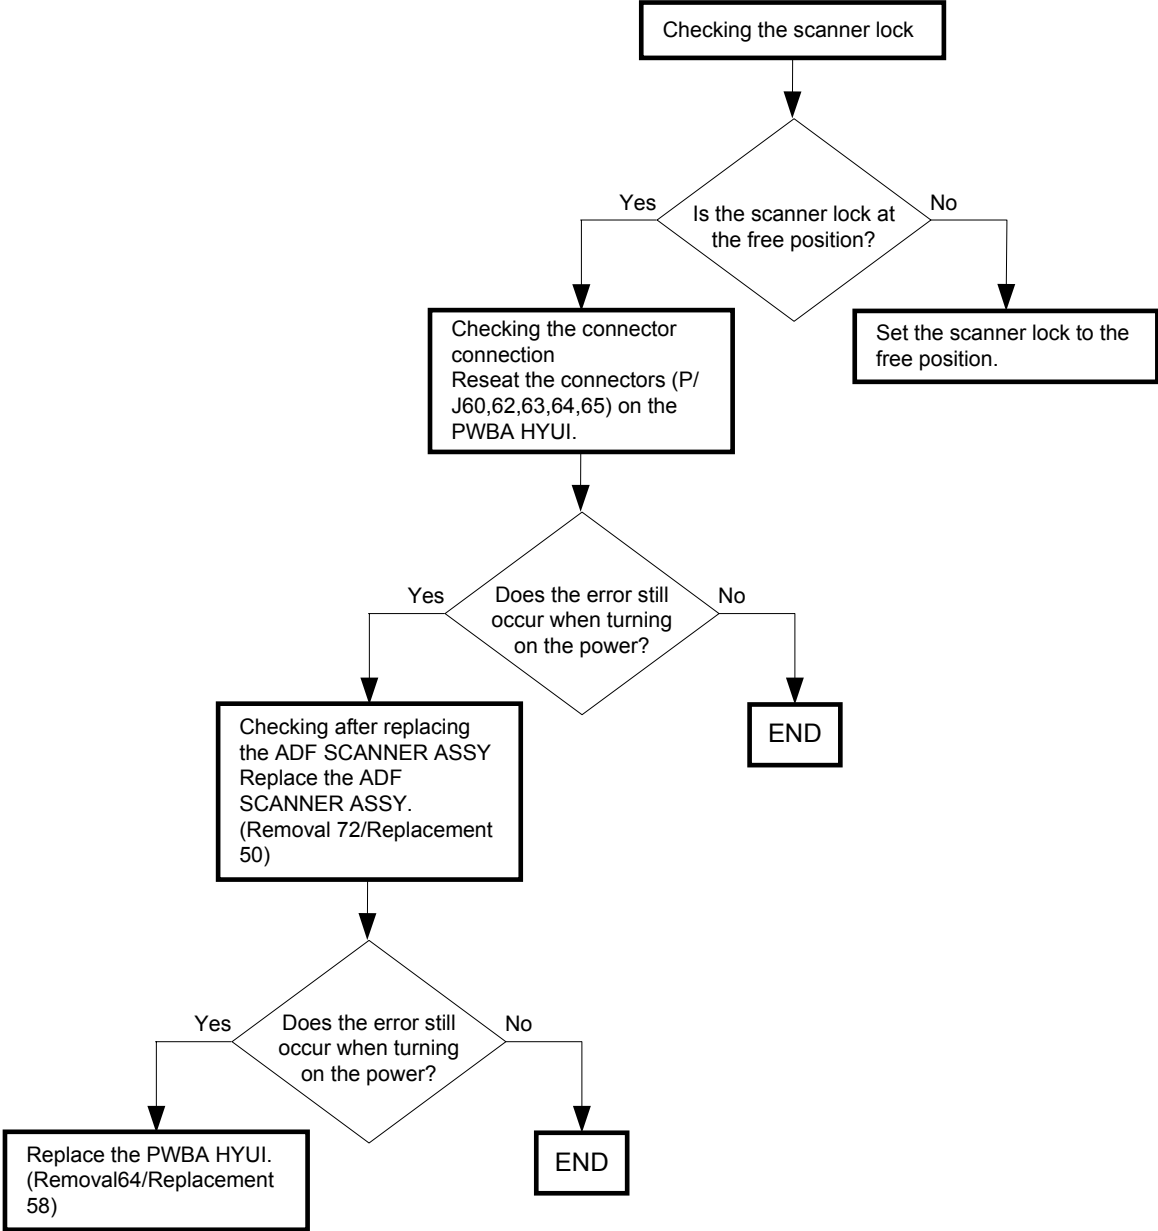 Checking the scanner lock
Yes
No
Is the scanner lock at
the free position?
Checking the connector
connection
Reseat the connectors (P/
J60,62,63,64,65) on the
PWBA HYUI.
Set the scanner lock to the
free position.
Yes
No
Does the error still
occur when turning
on the power?
Checking after replacing
the ADF SCANNER ASSY
Replace the ADF
SCANNER ASSY.
(Removal 72/Replacement
50)
END
Yes
No
Does the error still
occur when turning
on the power?
Replace the PWBA HYUI.
(Removal64/Replacement
58)
END